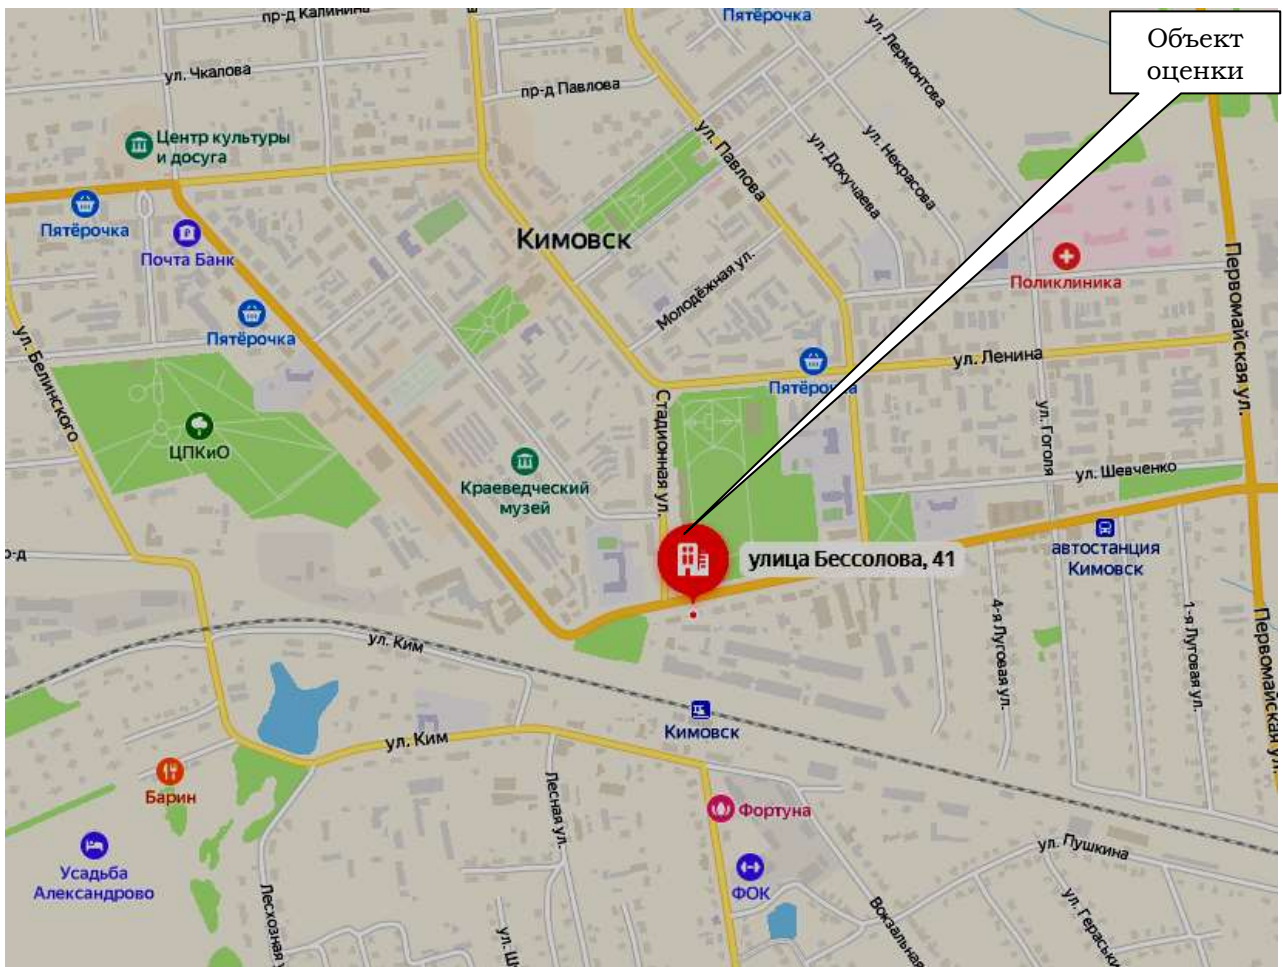 пр-д Калинина
Пятёрочка
ул. Лермонтова
Объект
оценки
ул. Чкалова
пр-д Павлова
Центр культуры
и досуга
ул. Павлова
ул. Докучаева
ул. Некрасова
Пятёрочка
Почта Банк
Кимовск
Поликлиника
Первомайская ул.
Молодёжная ул.
Пятёрочка
ул. Белинского
ул. Ленина
Пятёрочка
Стадионная ул.
ул. Гоголя
ЦПКиО
ул. Шевченко
Краеведческий
музей
улица Бессолова, 41
автостанция
Кимовск
4-я Луговая ул.
1-я Луговая ул.
Первомайская ул.
ул. Ким
Кимовск
ул. Ким
Барин
Лесная ул.
Фортуна
ул. Пушкина
Усадьба
Александрово
ФОК
Лесхозная
Вокзальная